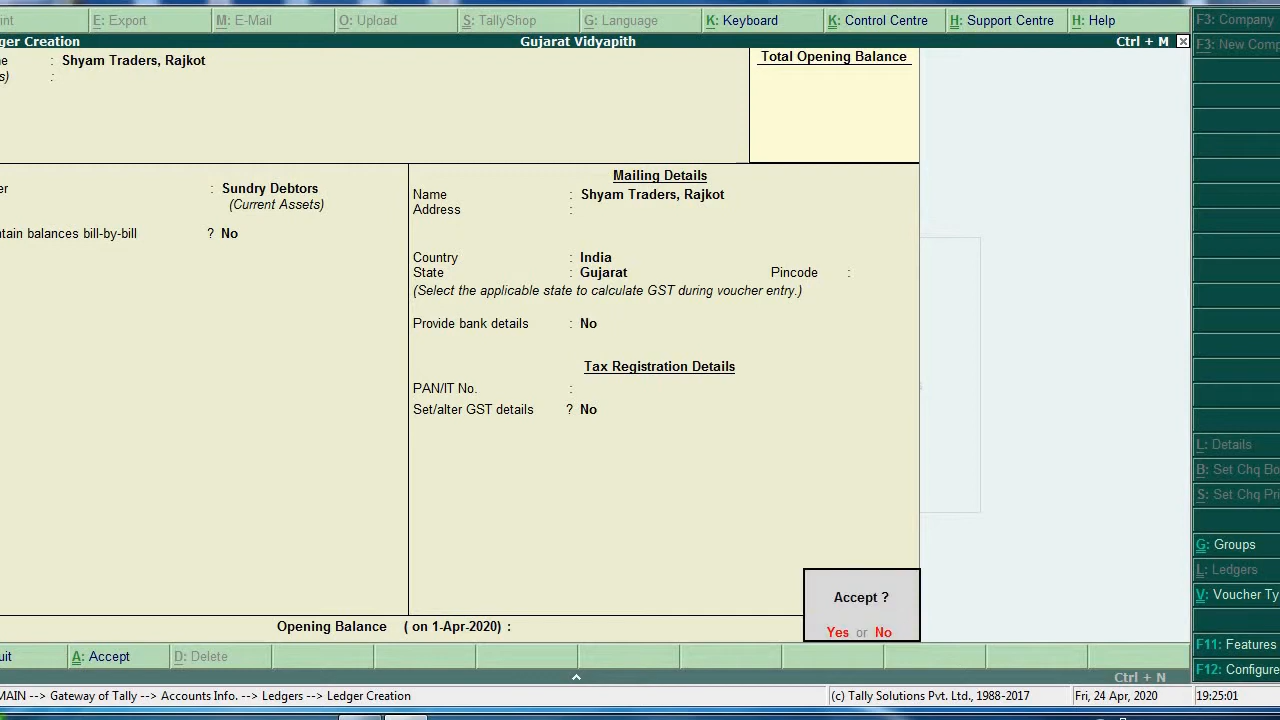 int E: Export M: E-Mail O: Upload S: TallyShop G: Language K: Keyboard K: Control Centre H: Support Centre H: Help F3: Company
ger Creation Gujarat Vidyapith Ctrl + M F3: New Comp
e : Shyam Traders, Rajkot Total Opening Balance
s) :
Mailing Details
er : Sundry Debtors
(Current Assets)
Name : Shyam Traders, Rajkot
Address :
ntain balances bill-by-bill ? No
Country : India
State : Gujarat Pincode :
(Select the applicable state to calculate GST during voucher entry.)
Provide bank details : No
Tax Registration Details
PAN/IT No. :
Set/alter GST details ? No
L: Details
B: Set Chq Bo
S: Set Chq Pri
G: Groups
L: Ledgers
V: Voucher Ty
Accept ?
Yes or No
Opening Balance ( on 1-Apr-2020) :
F11: Features
uit A: Accept D: Delete
F12: Configure
Ctrl + N
MAIN --> Gateway of Tally --> Accounts Info. --> Ledgers --> Ledger Creation (c) Tally Solutions Pvt. Ltd., 1988-2017 Fri, 24 Apr, 2020 19:25:01